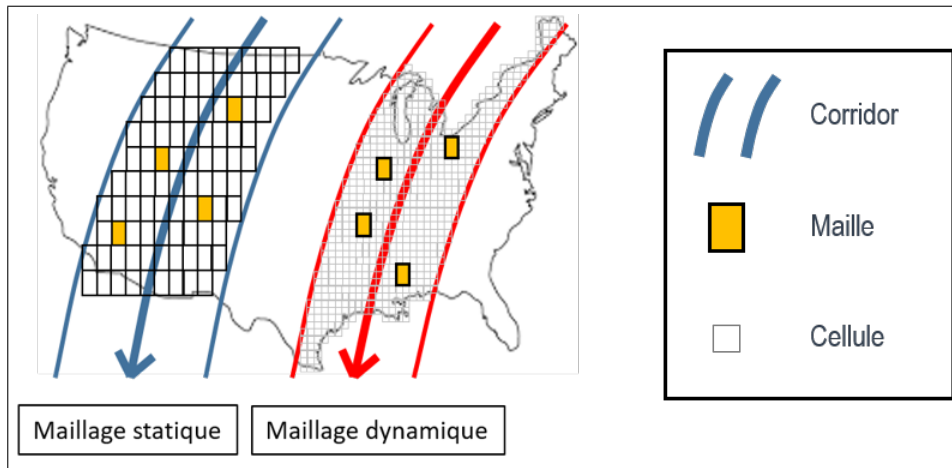 Corridor
Maille
Cellule
Maillage statique
Maillage dynamique